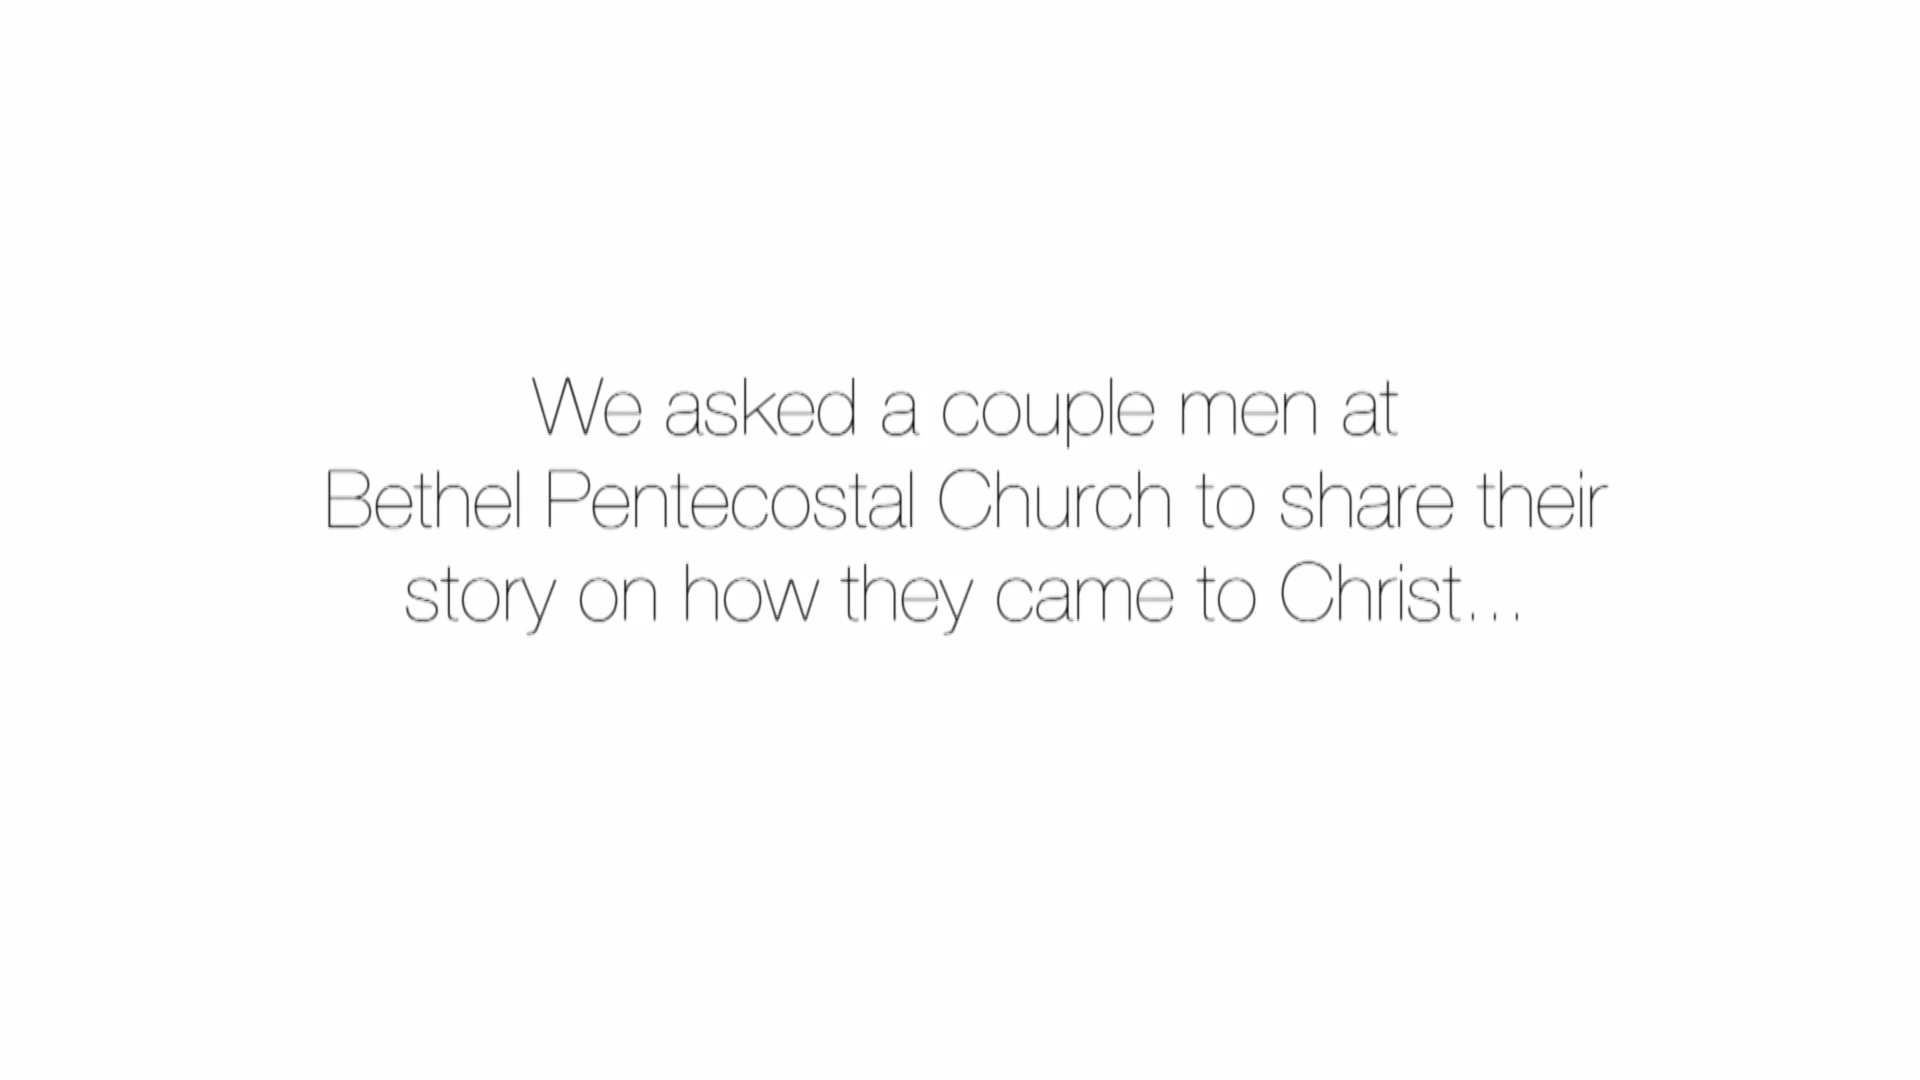 We asked a couple men at
Bethel Pentecostal Church to share their
story on how they came to Christ...